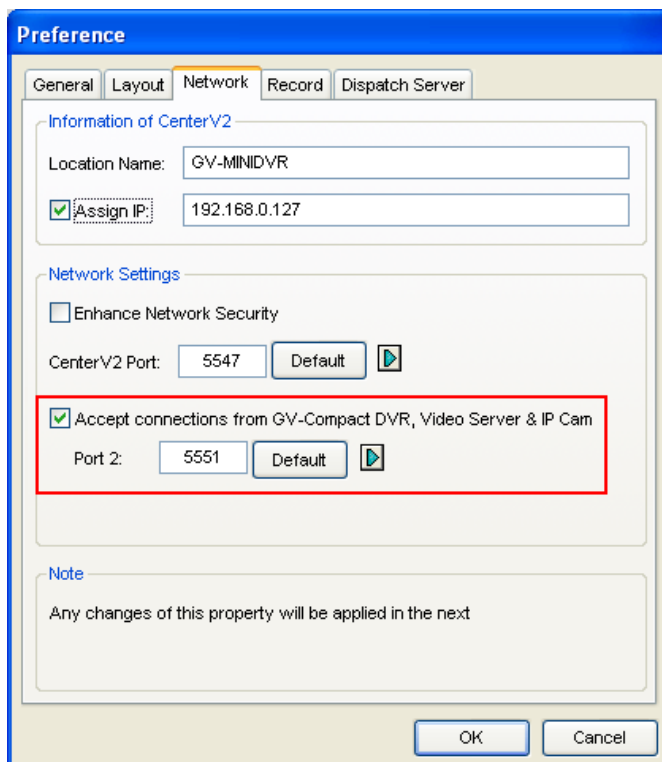 Preference
General Layout Network Record Dispatch Server
Information of CenterV2
Location Name: GV-MINIDVR
Assign IP: 192.168.0.127
Network Settings
Enhance Network Security
CenterV2 Port: 5547 Default
Accept connections from GV-Compact DVR, Video Server & IP Cam
Port 2: 5551 Default
Note
Any changes of this property will be applied in the next
OK Cancel